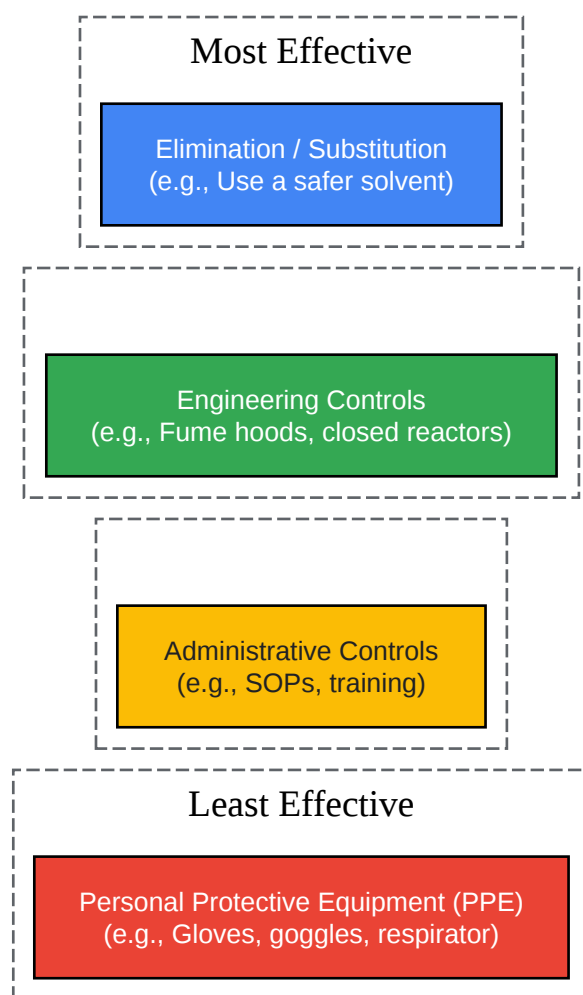 Most Effective
Elimination / Substitution
(e.g., Use a safer solvent)
Engineering Controls
(e.g., Fume hoods, closed reactors)
Administrative Controls
(e.g., SOPs, training)
Least Effective
Personal Protective Equipment (PPE)
(e.g., Gloves, goggles, respirator)